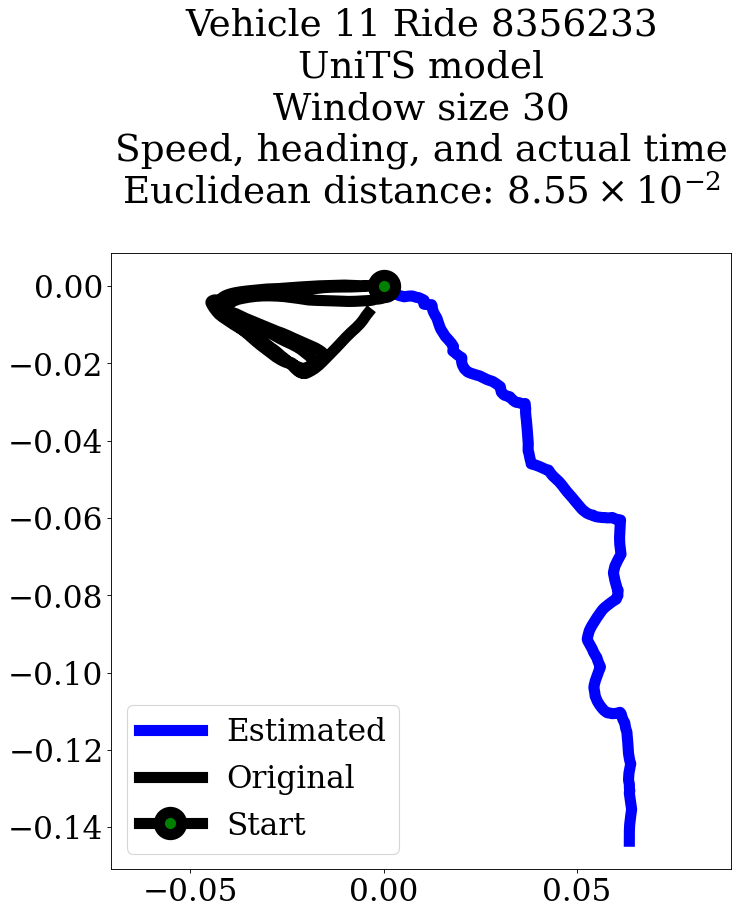 Vehicle 11 Ride 8356233
UniTS model
Window size 30
Speed, heading, and actual time
Euclidean distance: 8.55 × 10⁻²
0.00
−0.02
−0.04
−0.06
−0.08
−0.10
−0.12
−0.14
Estimated
Original
Start
−0.05
0.00
0.05